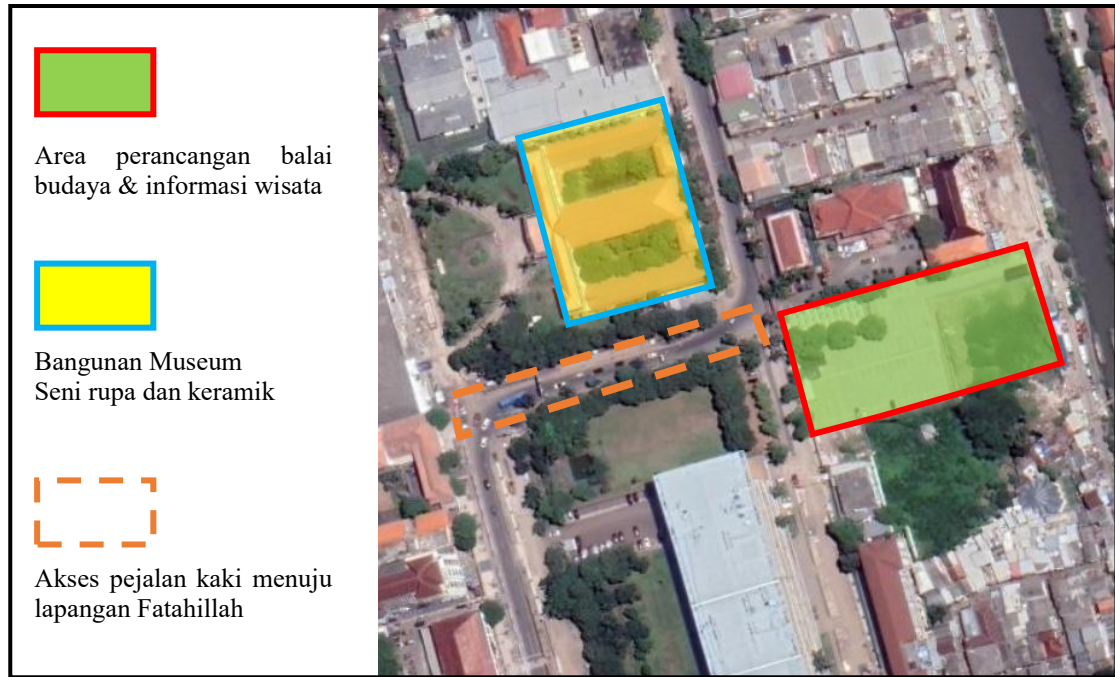 Area perancangan balai
budaya & informasi wisata
Bangunan Museum
Seni rupa dan keramik
Akses pejalan kaki menuju
lapangan Fatahillah